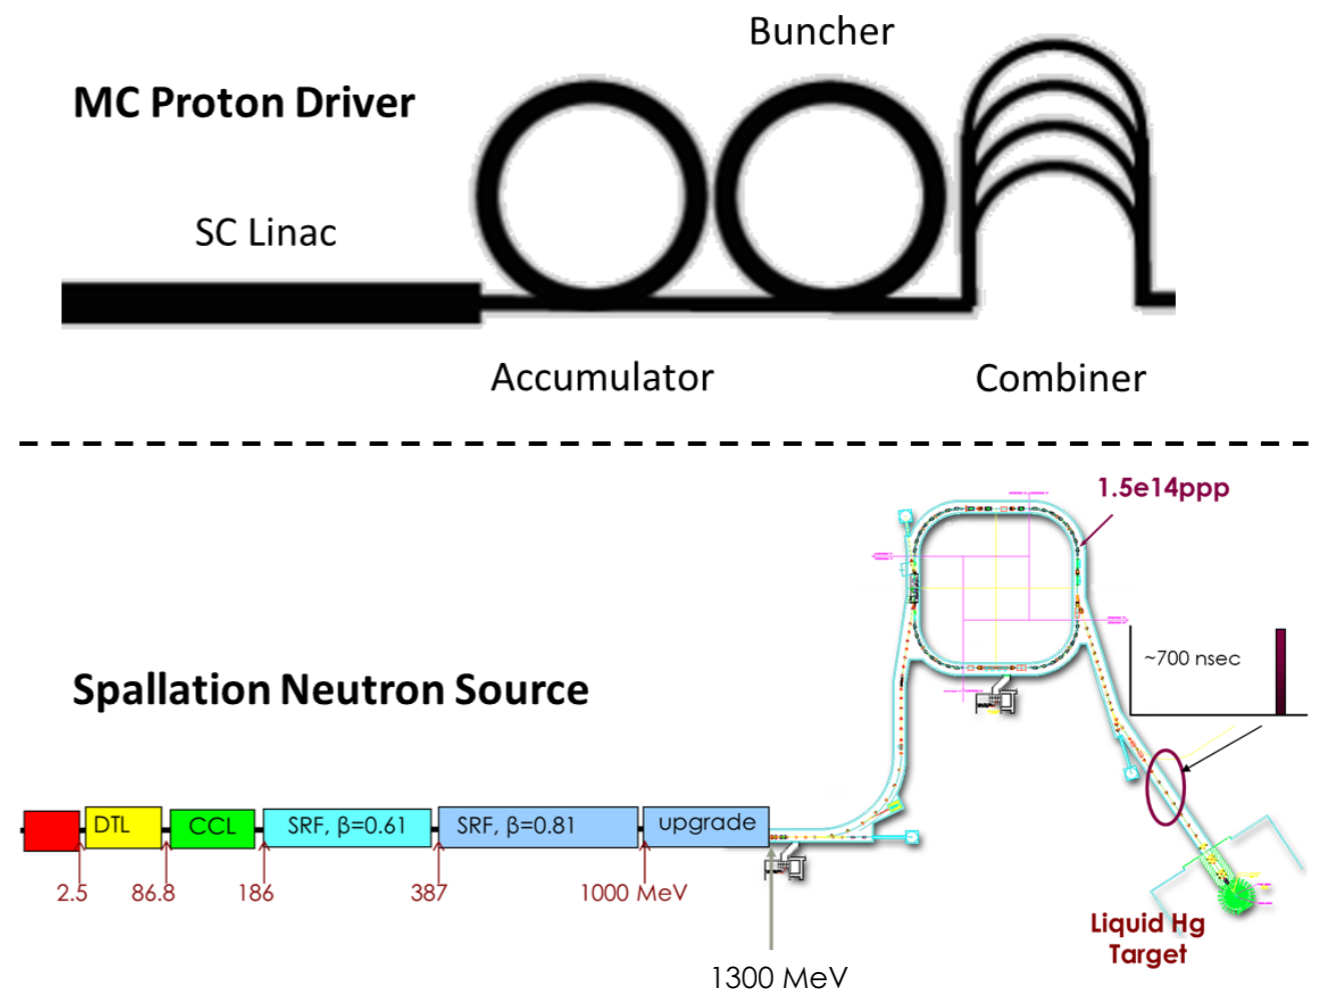 Buncher
MC Proton Driver
SC Linac
Accumulator
Combiner
1.5e14ppp
~700 nsec
Spallation Neutron Source
DTL
CCL
SRF, β=0.61
SRF, β=0.81
upgrade
2.5
86.8
186
387
1000 MeV
Liquid Hg
Target
1300 MeV